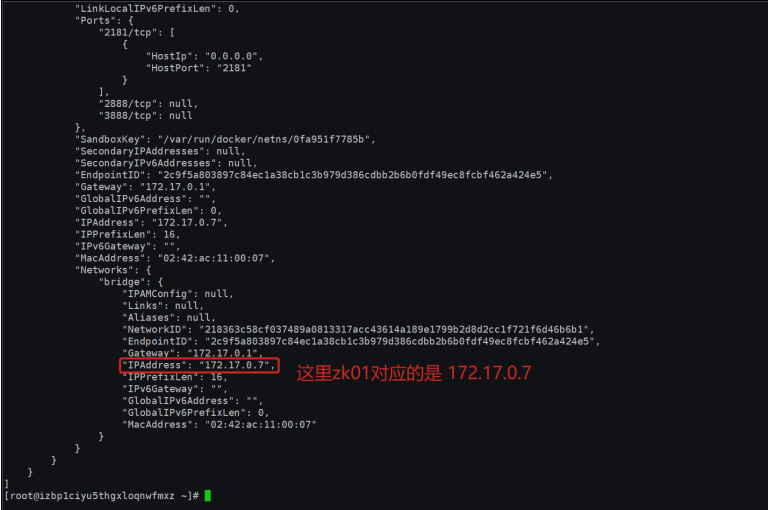 "LinkLocalIPv6PrefixLen": 0,
"Ports": {
"2181/tcp": [
{
"HostIp": "0.0.0.0",
"HostPort": "2181"
}
],
"2888/tcp": null,
"3888/tcp": null
},
"SandboxKey": "/var/run/docker/netns/0fa951f7785b",
"SecondaryIPAddresses": null,
"SecondaryIPv6Addresses": null,
"EndpointID": "2c9f5a803897c84ec1a38cb1c3b979d386cdbb2b6b0fdf49ec8fcbf462a424e5",
"Gateway": "172.17.0.1",
"GlobalIPv6Address": "",
"GlobalIPv6PrefixLen": 0,
"IPAddress": "172.17.0.7",
"IPPrefixLen": 16,
"IPv6Gateway": "",
"MacAddress": "02:42:ac:11:00:07",
"Networks": {
"bridge": {
"IPAMConfig": null,
"Links": null,
"Aliases": null,
"NetworkID": "218363c58cf037489a0813317acc43614a189e1799b2d8d2cc1f721f6d46b6b1",
"EndpointID": "2c9f5a803897c84ec1a38cb1c3b979d386cdbb2b6b0fdf49ec8fcbf462a424e5",
"Gateway": "172.17.0.1",
"IPAddress": "172.17.0.7", 这里zk01对应的是 172.17.0.7
"IPPrefixLen": 16,
"IPv6Gateway": "",
"GlobalIPv6Address": "",
"GlobalIPv6PrefixLen": 0,
"MacAddress": "02:42:ac:11:00:07"
}
}
}
}
]
[root@izbp1ciyu5thgxloqnwfmxz ~]#